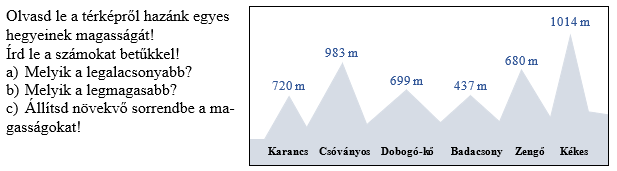 Olvasd le a térképről hazánk egyes
hegyeinek magasságát!
Írd le a számokat betűkkel!
a) Melyik a legalacsonyabb?
b) Melyik a legmagasabb?
c) Állítsd növekvő sorrendbe a ma-
gasságokat!
1014 m
983 m
680 m
720 m
699 m
437 m
Karancs Csóványos Dobogó-kő Badacsony Zengő Kékes